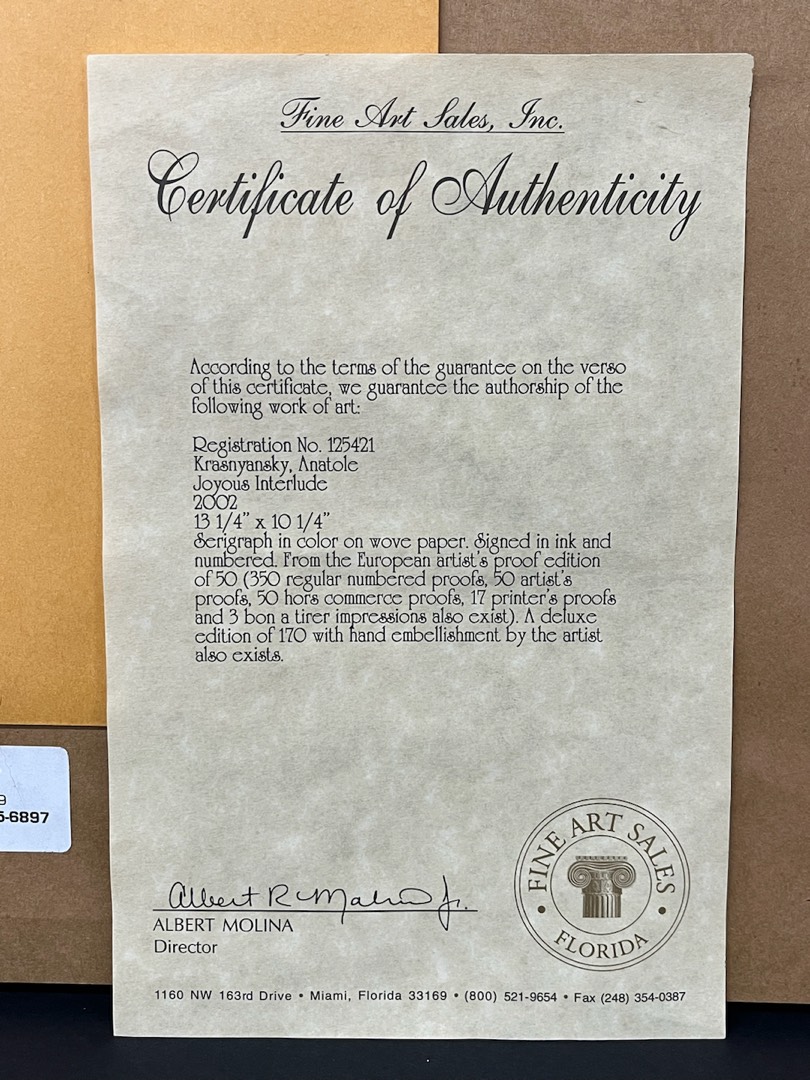 Fine Art Sales, Inc.
Certificate of Authenticity
According to the terms of the guarantee on the verso
of this certificate, we guarantee the authorship of the
following work of art:
Registration No. 125421
Krasnyansky, Anatole
Joyous Interlude
2002
13 1/4" x 10 1/4"
Serigraph in color on wove paper. Signed in ink and
numbered. From the European artist's proof edition
of 50 (350 regular numbered proofs, 50 artist's
proofs, 50 hors commerce proofs, 17 printer's proofs
and 3 bon a tirer impressions also exist). A deluxe
edition of 170 with hand embellishment by the artist
also exists.
9
5-6897
Albert R Molina Jr.
ALBERT MOLINA
Director
FINE ART SALES
• FLORIDA •
1160 NW 163rd Drive • Miami, Florida 33169 • (800) 521-9654 • Fax (248) 354-0387